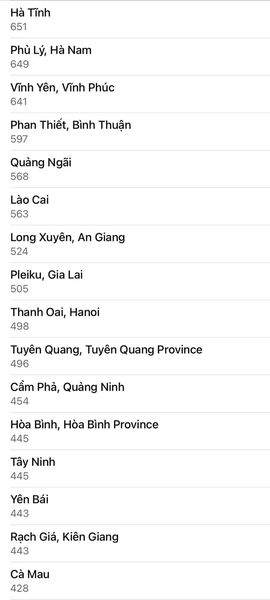 Hà Tĩnh
651
Phủ Lý, Hà Nam
649
Vĩnh Yên, Vĩnh Phúc
641
Phan Thiết, Bình Thuận
597
Quảng Ngãi
568
Lào Cai
563
Long Xuyên, An Giang
524
Pleiku, Gia Lai
505
Thanh Oai, Hanoi
498
Tuyên Quang, Tuyên Quang Province
496
Cẩm Phả, Quảng Ninh
454
Hòa Bình, Hòa Bình Province
445
Tây Ninh
445
Yên Bái
443
Rạch Giá, Kiên Giang
443
Cà Mau
428